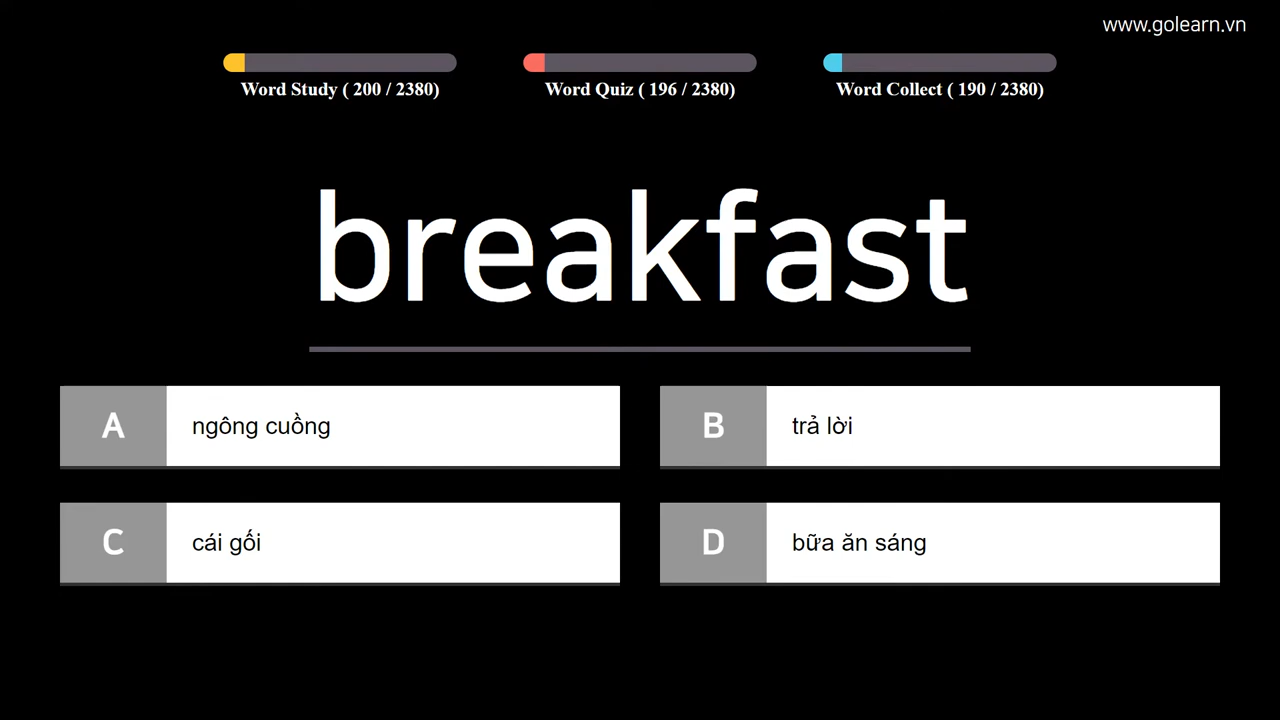 www.golearn.vn
Word Study ( 200 / 2380)
Word Quiz ( 196 / 2380)
Word Collect ( 190 / 2380)
breakfast
A ngông cuồng
B trả lời
C cái gối
D bữa ăn sáng